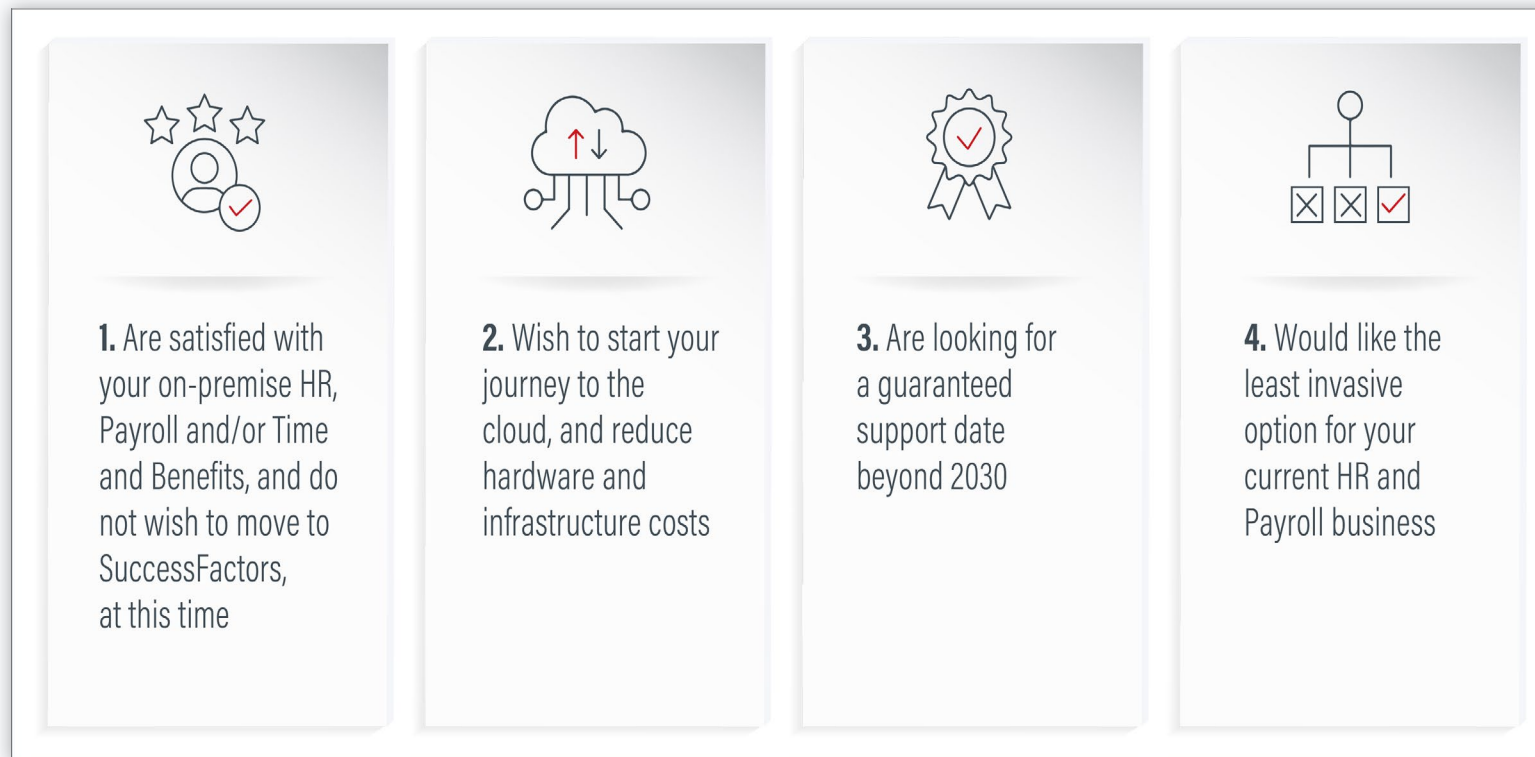 1. Are satisfied with
your on-premise HR,
Payroll and/or Time
and Benefits, and do
not wish to move to
SuccessFactors,
at this time
2. Wish to start your
journey to the
cloud, and reduce
hardware and
infrastructure costs
3. Are looking for
a guaranteed
support date
beyond 2030
4. Would like the
least invasive
option for your
current HR and
Payroll business